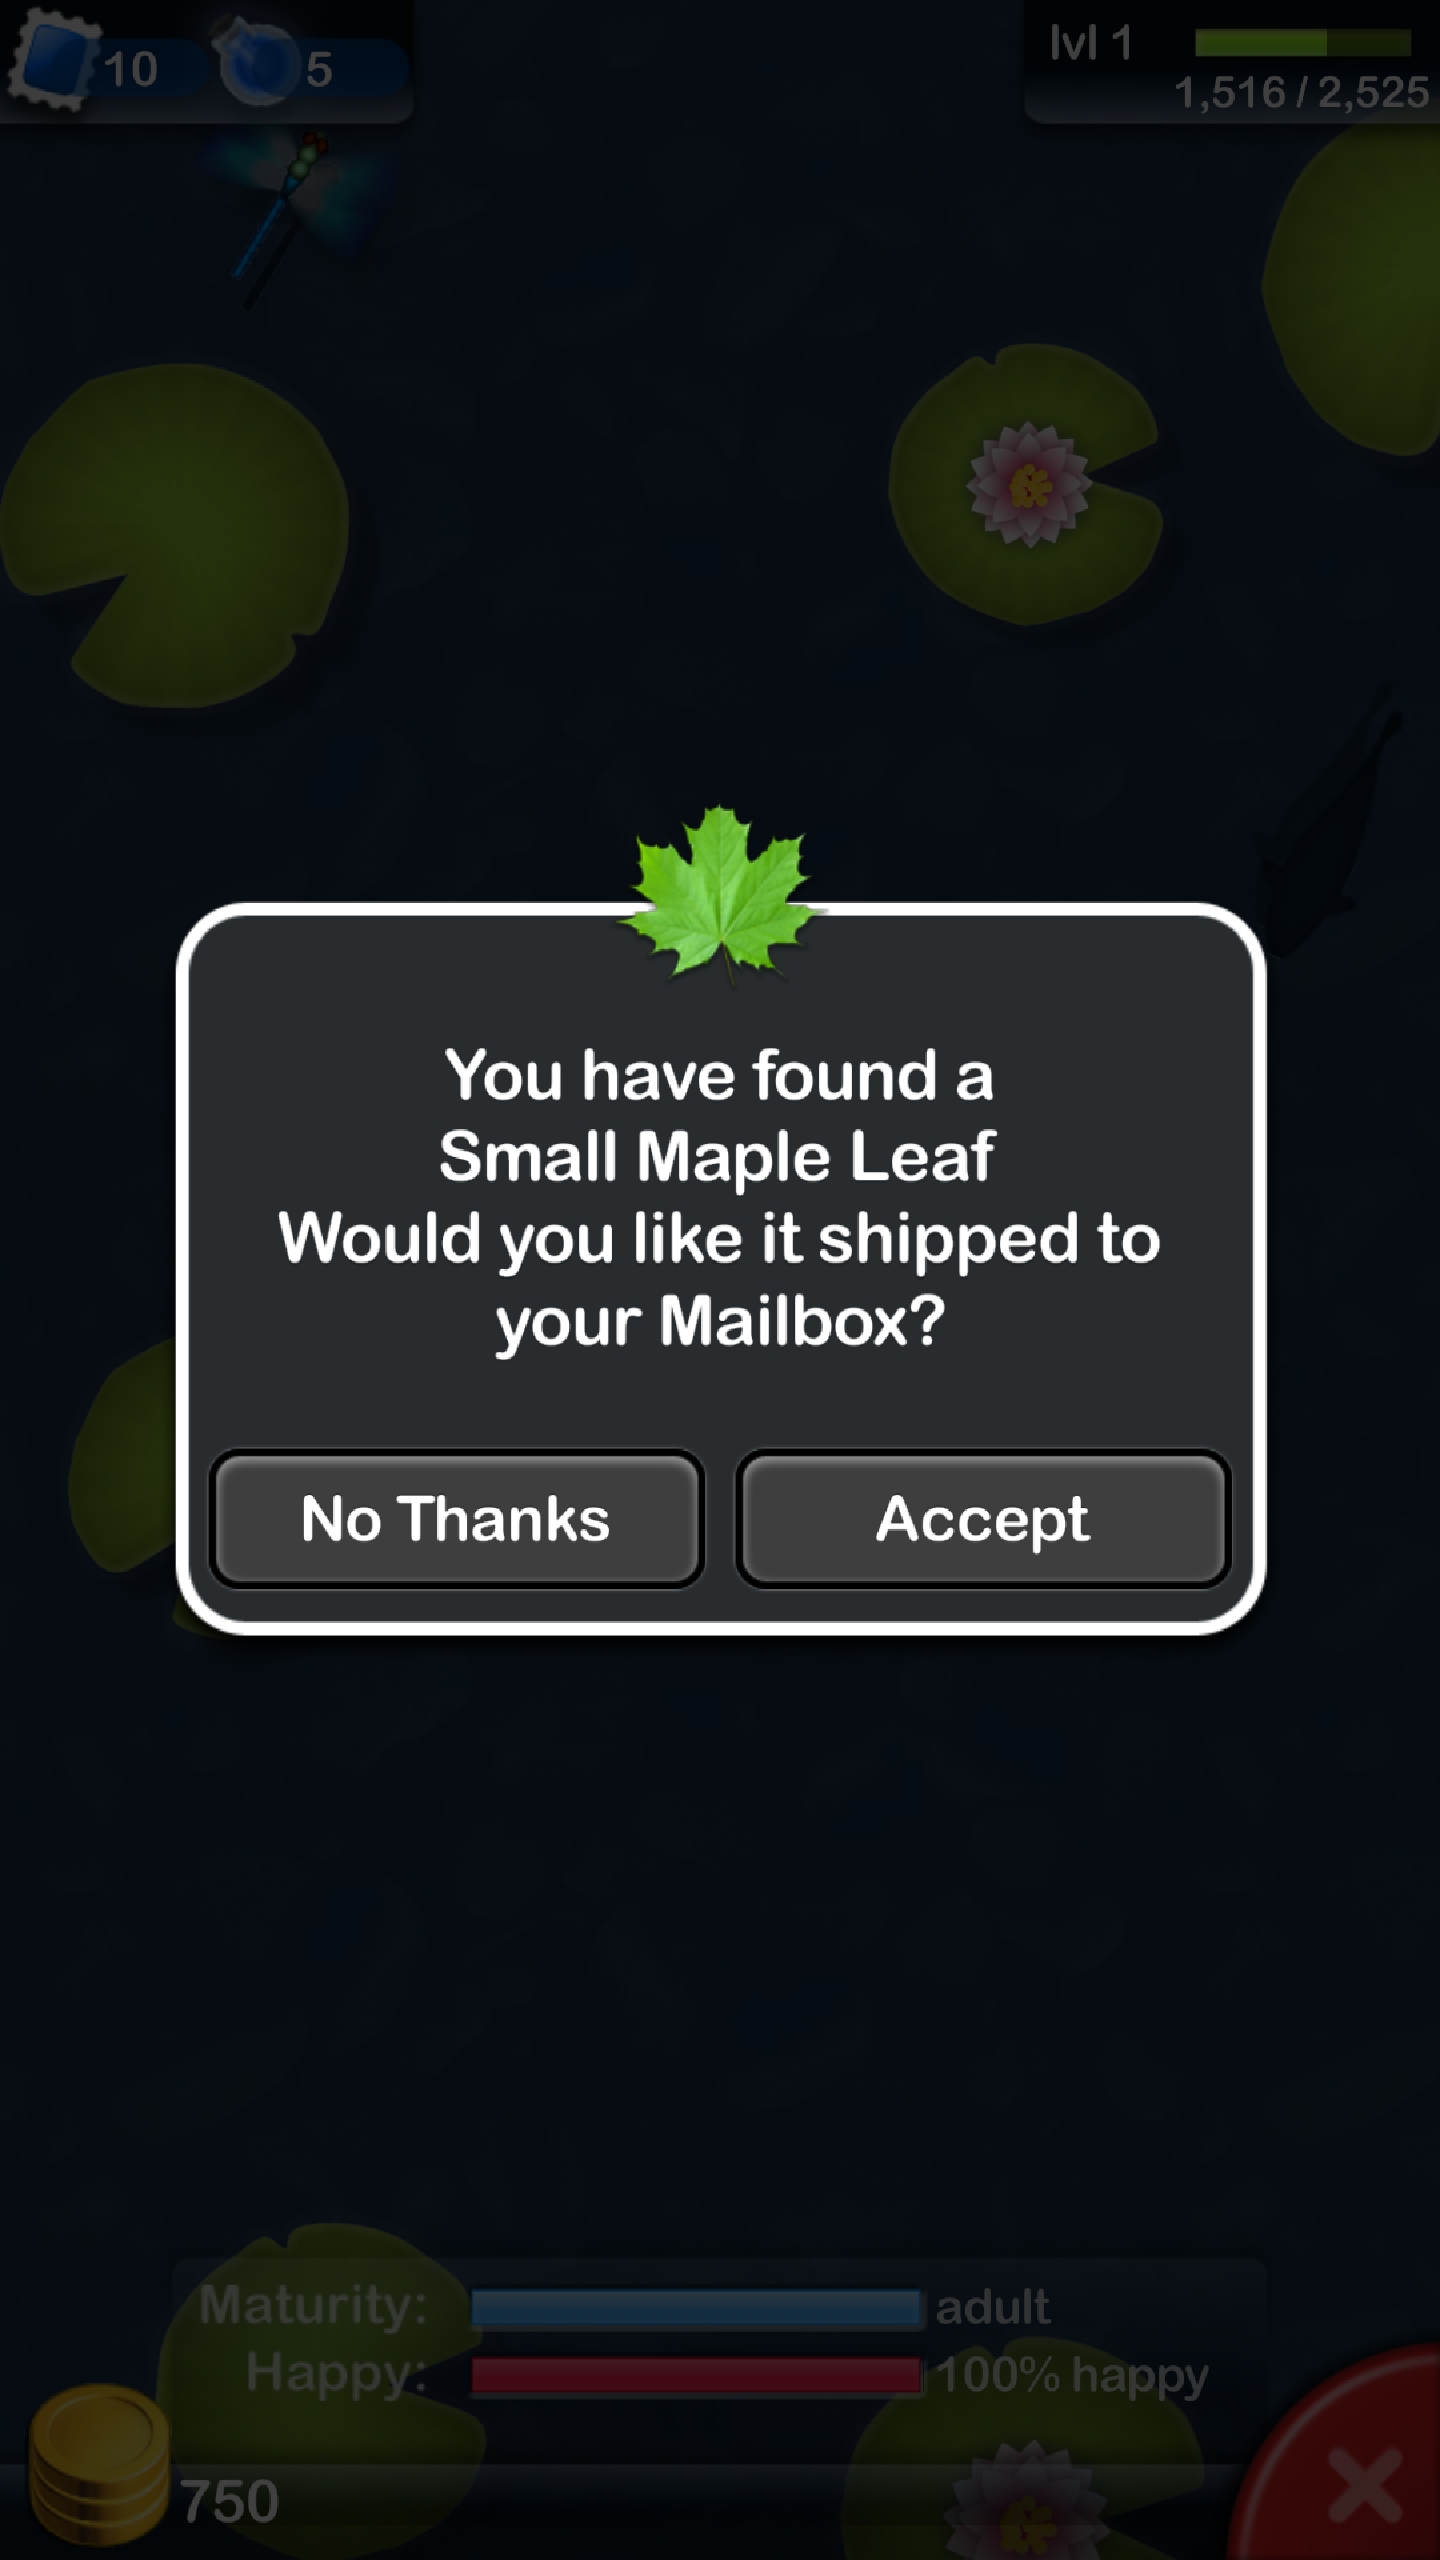 10
5
lvl 1
1,516 / 2,525
You have found a
Small Maple Leaf
Would you like it shipped to
your Mailbox?
No Thanks
Accept
Maturity:
adult
Happy:
100% happy
750